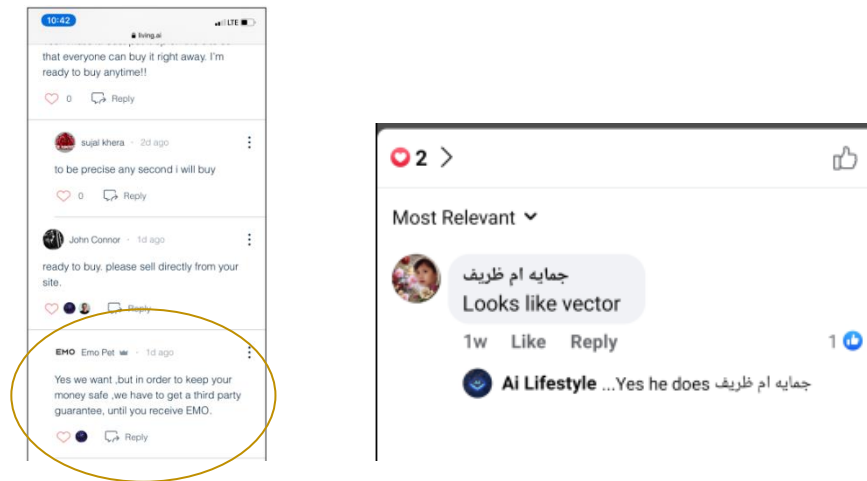 10:42
LTE
living.ai
that everyone can buy it right away. I'm
ready to buy anytime!!
0 Reply
sujal khera · 2d ago
to be precise any second i will buy
0 Reply
John Connor · 1d ago
ready to buy. please sell directly from your
site.
Reply
EMO Emo Pet · 1d ago
Yes we want ,but in order to keep your
money safe ,we have to get a third party
guarantee, until you receive EMO.
Reply
2
Most Relevant
جمایه ام ظریف
Looks like vector
1w Like Reply 1
Ai Lifestyle ...Yes he does جمایه ام ظریف